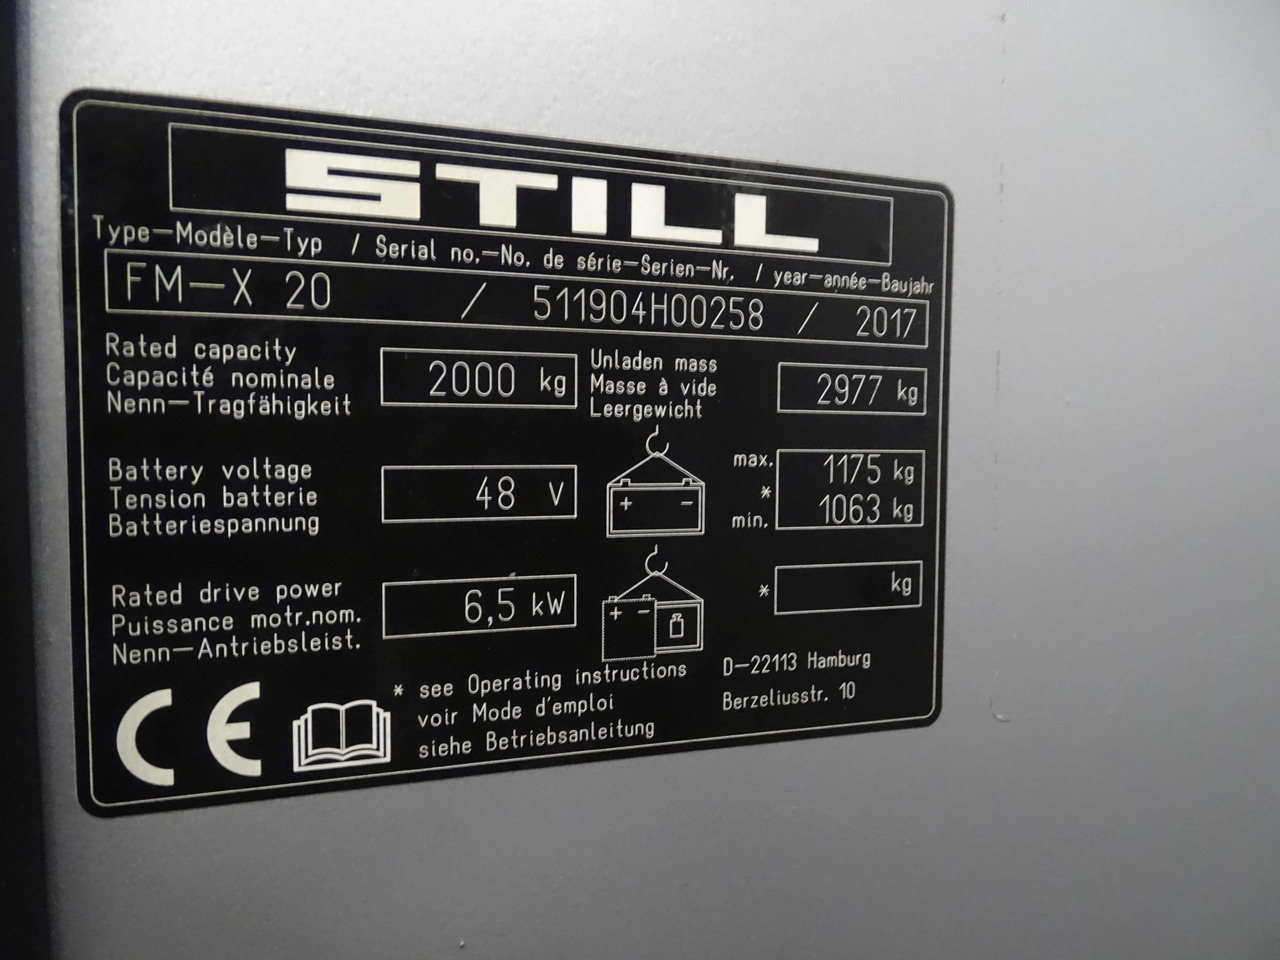 STILL
Type-Modèle-Typ / Serial no.-No. de série-Serien-Nr. / year-année-Baujahr
FM-X 20 / 511904H00258 / 2017
Rated capacity
Capacité nominale
Nenn-Tragfähigkeit
2000 kg
Unladen mass
Masse à vide
Leergewicht
2977 kg
Battery voltage
Tension batterie
Batteriespannung
48 V
+ -
max. 1175 kg
*
min. 1063 kg
Rated drive power
Puissance motr.nom.
Nenn-Antriebsleist.
6,5 kW
+ -
* kg
CE
* see Operating instructions
voir Mode d'emploi
siehe Betriebsanleitung
D-22113 Hamburg
Berzeliusstr. 10